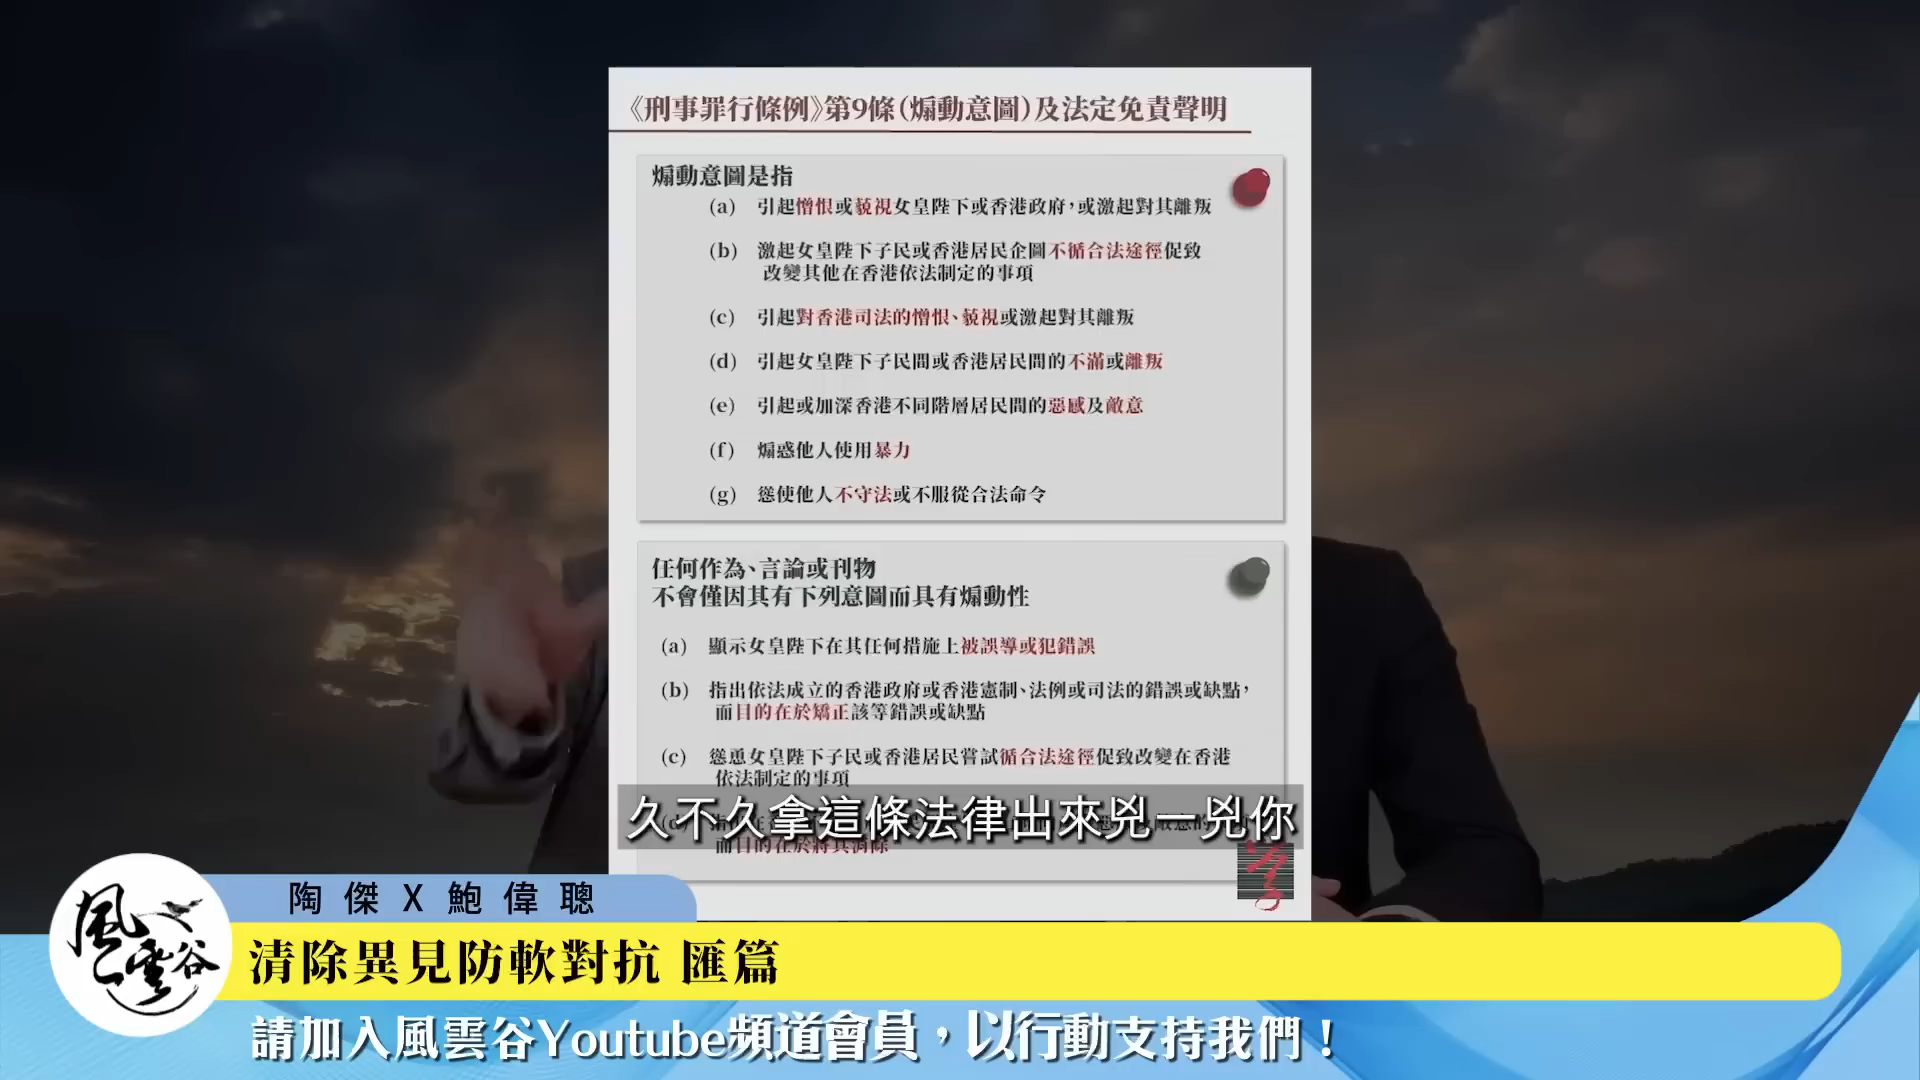 《刑事罪行條例》第9條(煽動意圖)及法定免責聲明
煽動意圖是指
(a) 引起憎恨或藐視女皇陛下或香港政府,或激起對其離叛
(b) 激起女皇陛下子民或香港居民企圖不循合法途徑促致
改變其他在香港依法制定的事項
(c) 引起對香港司法的憎恨、藐視或激起對其離叛
(d) 引起女皇陛下子民間或香港居民間的不滿或離叛
(e) 引起或加深香港不同階層居民間的惡感及敵意
(f) 煽惑他人使用暴力
(g) 慫使他人不守法或不服從合法命令
任何作為、言論或刊物
不會僅因其有下列意圖而具有煽動性
(a) 顯示女皇陛下在其任何措施上被誤導或犯錯誤
(b) 指出依法成立的香港政府或香港憲制、法例或司法的錯誤或缺點,
而目的在於矯正該等錯誤或缺點
(c) 慫恿女皇陛下子民或香港居民嘗試循合法途徑促致改變在香港
依法制定的事項
久不久拿這條法律出來兇一兇你
而目的在於將其消除
陶傑 X 鮑偉聰
風雲谷
清除異見防軟對抗 匯篇
請加入風雲谷Youtube頻道會員,以行動支持我們!